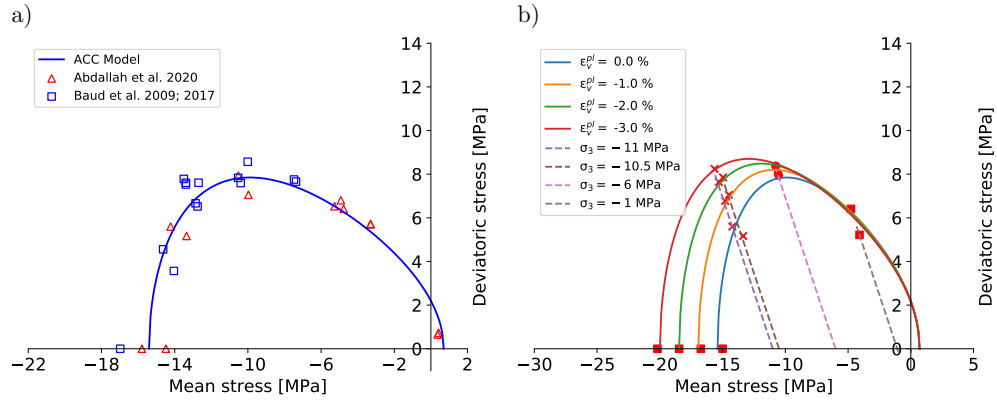 a)
ACC Model
Abdallah et al. 2020
Baud et al. 2009; 2017
14
12
10
8
6
4
2
0
Deviatoric stress [MPa]
−22
−18
−14
−10
−6
−2
2
Mean stress [MPa]
b)
ε_v^pl = 0.0 %
ε_v^pl = -1.0 %
ε_v^pl = -2.0 %
ε_v^pl = -3.0 %
σ₃ = − 11 MPa
σ₃ = − 10.5 MPa
σ₃ = − 6 MPa
σ₃ = − 1 MPa
14
12
10
8
6
4
2
0
Deviatoric stress [MPa]
−30
−25
−20
−15
−10
−5
0
5
Mean stress [MPa]